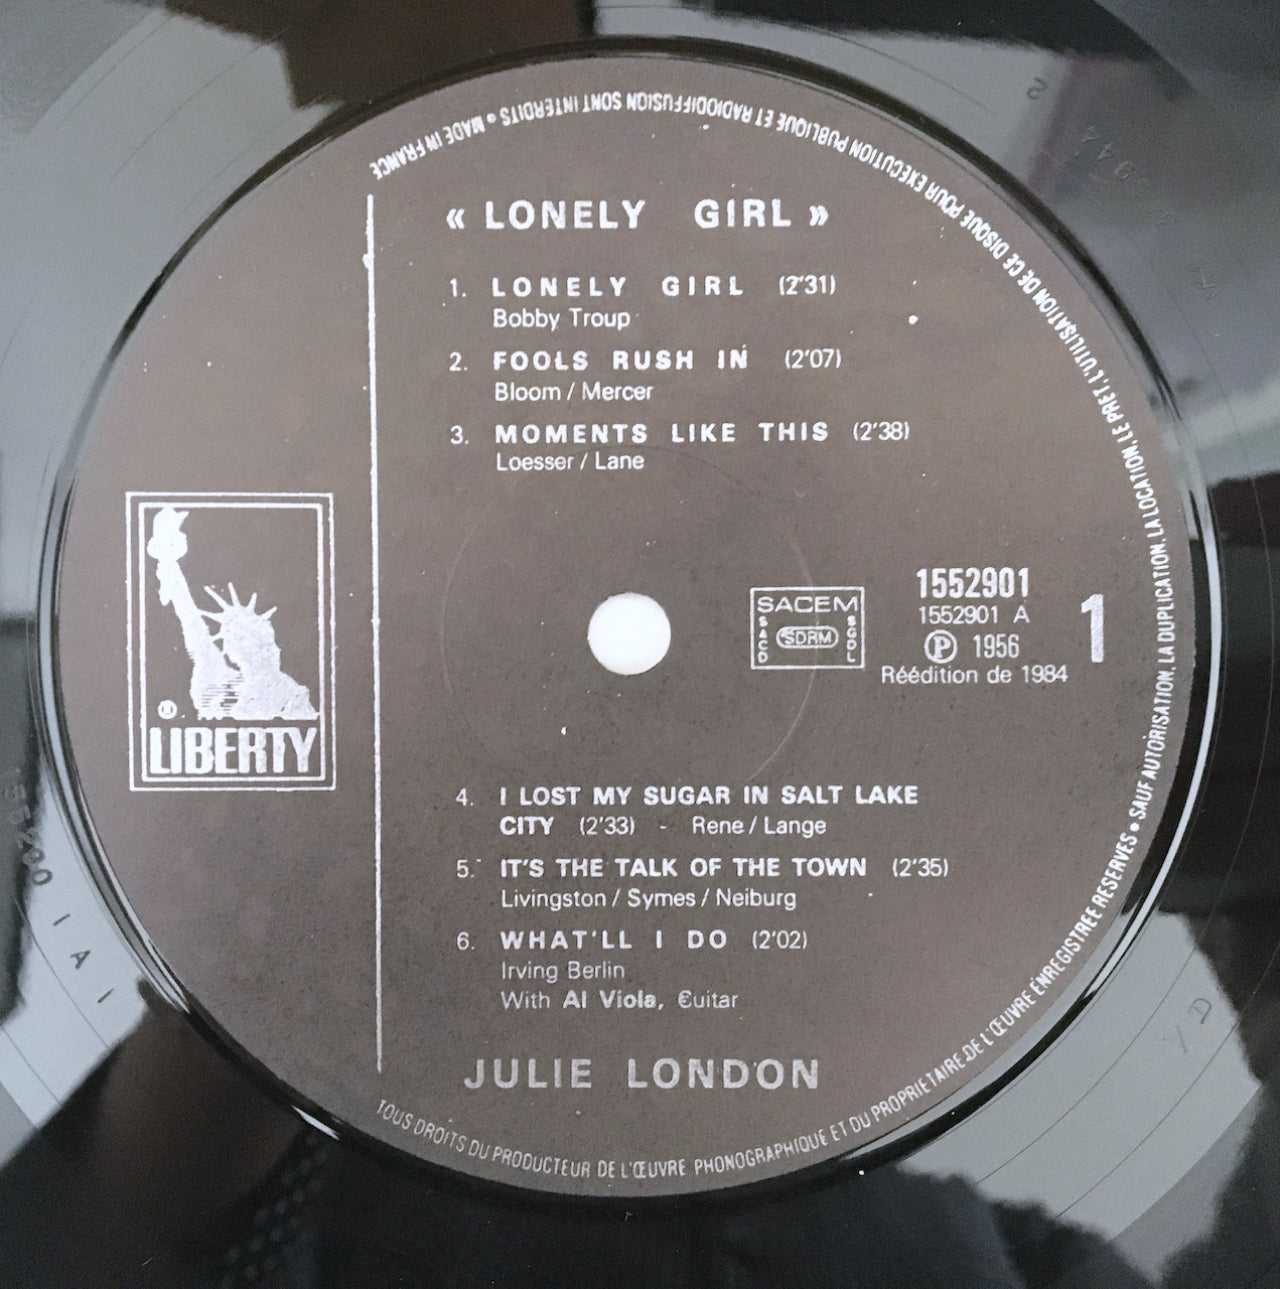 « LONELY GIRL »
1. LONELY GIRL (2'31)
Bobby Troup
2. FOOLS RUSH IN (2'07)
Bloom / Mercer
3. MOMENTS LIKE THIS (2'38)
Loesser / Lane
® LIBERTY
SACEM
SACD SDRM SGDL
1552901
1552901 A
Ⓟ 1956
Réédition de 1984
1
4. I LOST MY SUGAR IN SALT LAKE
CITY (2'33) - Rene / Lange
5. IT'S THE TALK OF THE TOWN (2'35)
Livingston / Symes / Neiburg
6. WHAT'LL I DO (2'02)
Irving Berlin
With Al Viola, Guitar
JULIE LONDON
TOUS DROITS DU PRODUCTEUR DE L'ŒUVRE PHONOGRAPHIQUE ET DU PROPRIETAIRE DE L'ŒUVRE ENREGISTREE RESERVES • SAUF AUTORISATION, LA DUPLICATION, LA LOCATION, LE PRET, L'UTILISATION DE CE DISQUE POUR EXECUTION PUBLIQUE ET RADIODIFFUSION SONT INTERDITS • MADE IN FRANCE